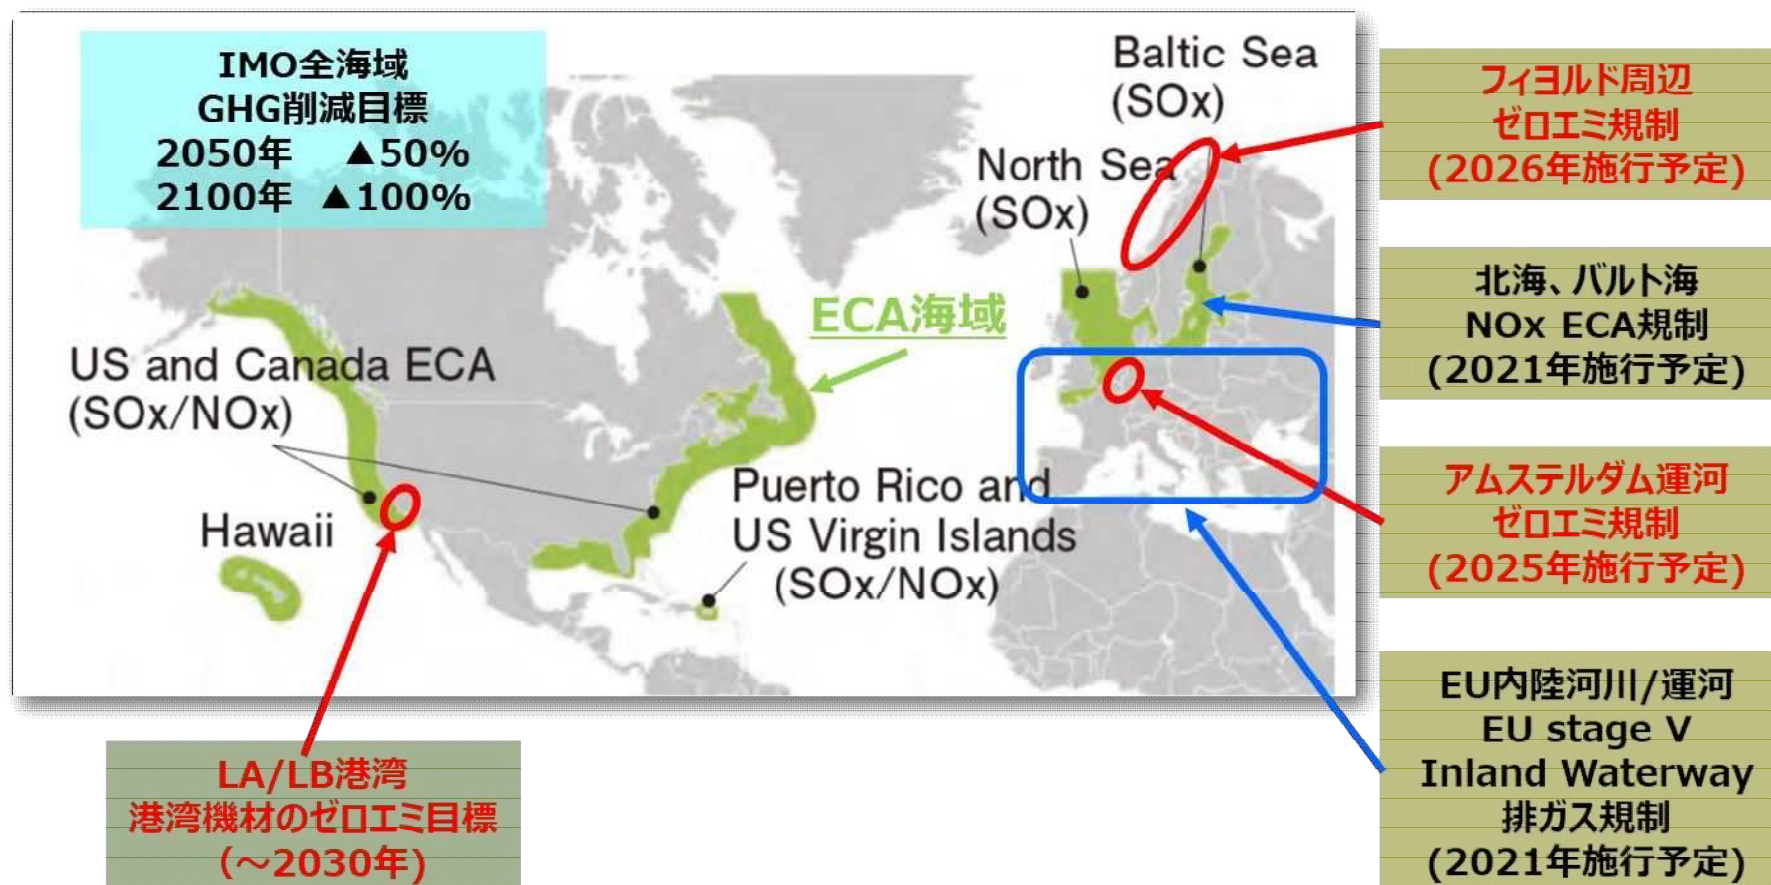 IMO全海域
GHG削減目標
2050年 ▲50%
2100年 ▲100%
Baltic Sea
(SOx)
North Sea
(SOx)
ECA海域
US and Canada ECA
(SOx/NOx)
Hawaii
Puerto Rico and
US Virgin Islands
(SOx/NOx)
フィヨルド周辺
ゼロエミ規制
(2026年施行予定)
北海、バルト海
NOx ECA規制
(2021年施行予定)
アムステルダム運河
ゼロエミ規制
(2025年施行予定)
EU内陸河川/運河
EU stage V
Inland Waterway
排ガス規制
(2021年施行予定)
LA/LB港湾
港湾機材のゼロエミ目標
(～2030年)